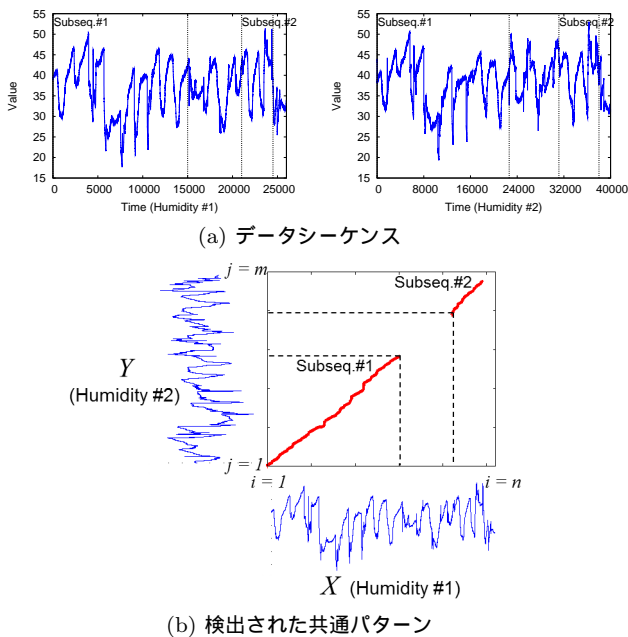 55
50
45
40
35
30
25
20
15
Value
Subseq.#1
Subseq.#2
0 5000 10000 15000 20000 25000
Time (Humidity #1)
55
50
45
40
35
30
25
20
15
Value
Subseq.#1
Subseq.#2
0 8000 16000 24000 32000 40000
Time (Humidity #2)
(a) データシーケンス
j = m
Subseq.#2
Y
(Humidity #2)
Subseq.#1
j = 1
i = 1
i = n
X (Humidity #1)
(b) 検出された共通パターン